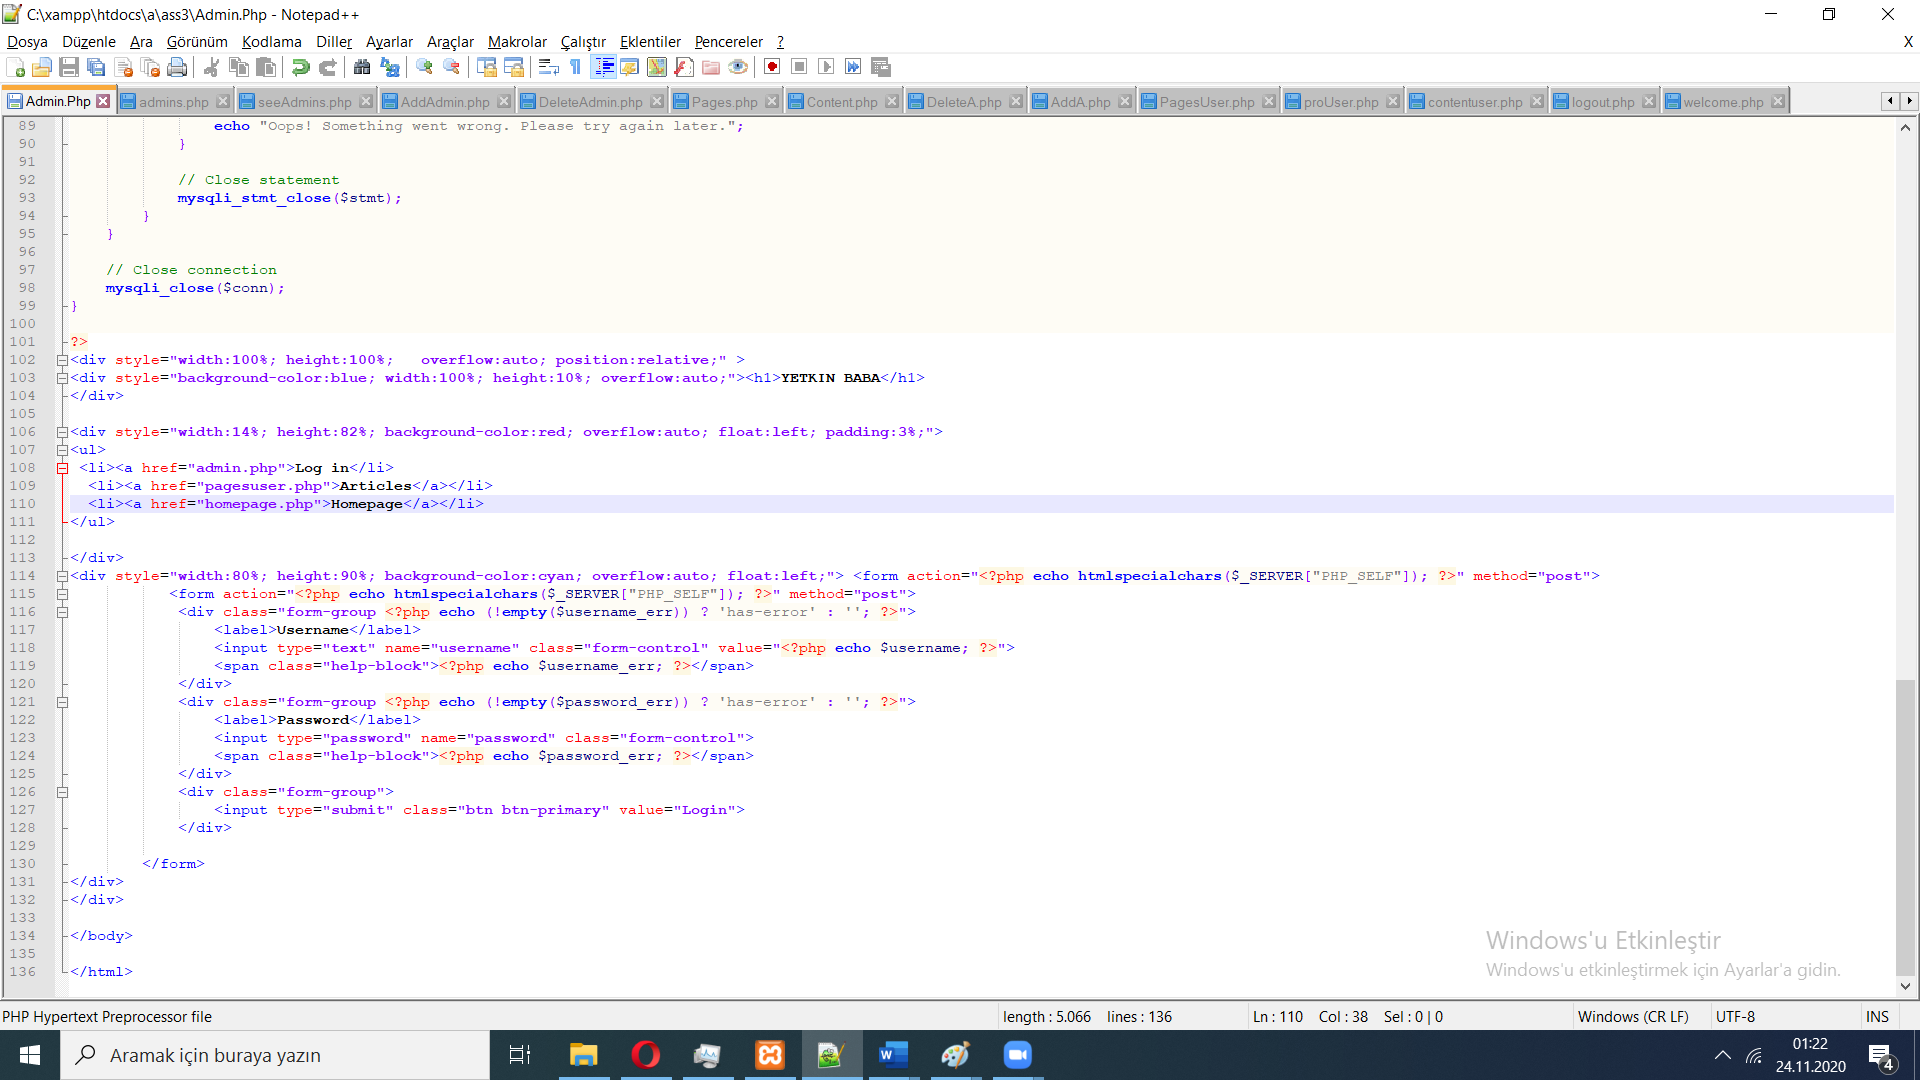 C:\xampp\htdocs\a\ass3\Admin.Php - Notepad++
Dosya Düzenle Ara Görünüm Kodlama Diller Ayarlar Araçlar Makrolar Çalıştır Eklentiler Pencereler ? X
Admin.Php admins.php seeAdmins.php AddAdmin.php DeleteAdmin.php Pages.php Content.php DeleteA.php AddA.php PagesUser.php proUser.php contentuser.php logout.php welcome.php
89 echo "Oops! Something went wrong. Please try again later.";
90 }
91
92 // Close statement
93 mysqli_stmt_close($stmt);
94 }
95 }
96
97 // Close connection
98 mysqli_close($conn);
99 }
100
101 ?>
102 <div style="width:100%; height:100%;   overflow:auto; position:relative;" >
103 <div style="background-color:blue; width:100%; height:10%; overflow:auto;"><h1>YETKIN BABA</h1>
104 </div>
105
106 <div style="width:14%; height:82%; background-color:red; overflow:auto; float:left; padding:3%;">
107 <ul>
108 <li><a href="admin.php">Log in</li>
109 <li><a href="pagesuser.php">Articles</a></li>
110 <li><a href="homepage.php">Homepage</a></li>
111 </ul>
112
113 </div>
114 <div style="width:80%; height:90%; background-color:cyan; overflow:auto; float:left;"> <form action="<?php echo htmlspecialchars($_SERVER["PHP_SELF"]); ?>" method="post">
115 <form action="<?php echo htmlspecialchars($_SERVER["PHP_SELF"]); ?>" method="post">
116 <div class="form-group <?php echo (!empty($username_err)) ? 'has-error' : ''; ?>">
117 <label>Username</label>
118 <input type="text" name="username" class="form-control" value="<?php echo $username; ?>">
119 <span class="help-block"><?php echo $username_err; ?></span>
120 </div>
121 <div class="form-group <?php echo (!empty($password_err)) ? 'has-error' : ''; ?>">
122 <label>Password</label>
123 <input type="password" name="password" class="form-control">
124 <span class="help-block"><?php echo $password_err; ?></span>
125 </div>
126 <div class="form-group">
127 <input type="submit" class="btn btn-primary" value="Login">
128 </div>
129
130 </form>
131 </div>
132 </div>
133
134 </body>
135
136 </html>
Windows'u Etkinleştir
Windows'u etkinleştirmek için Ayarlar'a gidin.
PHP Hypertext Preprocessor file length : 5.066 lines : 136 Ln : 110 Col : 38 Sel : 0 | 0 Windows (CR LF) UTF-8 INS
Aramak için buraya yazın
01:22
24.11.2020
4